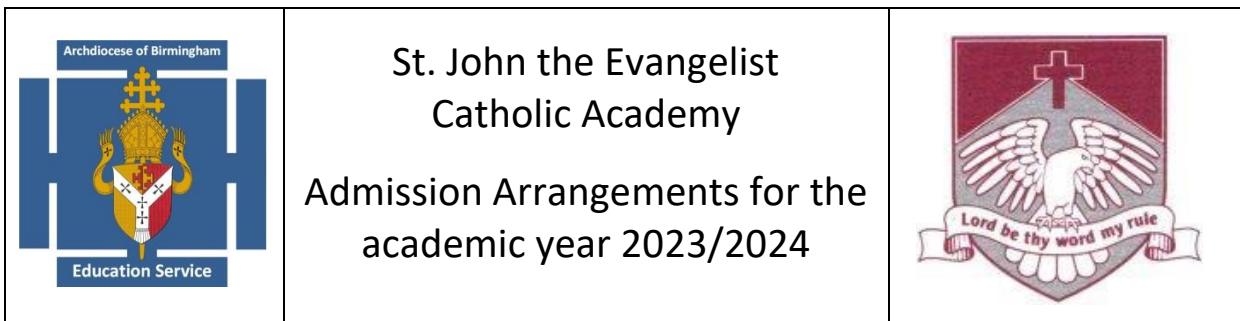 Archdiocese of Birmingham
Education Service
St. John the Evangelist
Catholic Academy
Admission Arrangements for the
academic year 2023/2024
Lord be thy word my rule